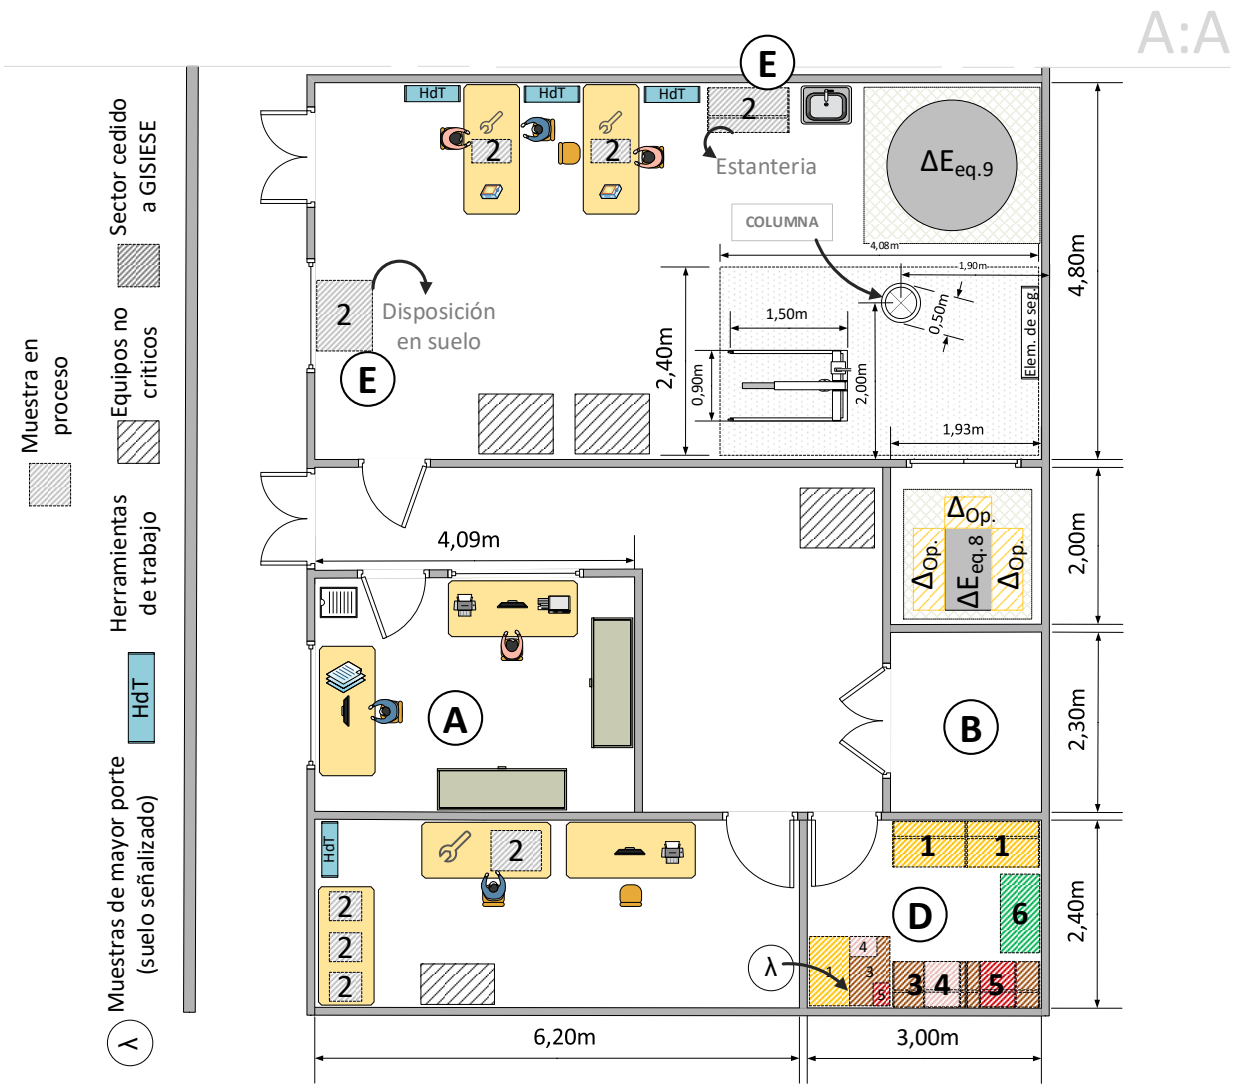 A:A
E
HdT
HdT
HdT
2
2
2
Estanteria
ΔEeq.9
COLUMNA
4,08m
1,90m
0,50m
Elem. de seg.
4,80m
2
Disposición
en suelo
E
2,40m
1,50m
0,90m
2,00m
1,93m
4,09m
ΔOp.
ΔOp.
ΔEeq.8
ΔOp.
2,00m
A
B
2,30m
HdT
2
2
2
2
1
1
D
6
λ
1
4
3
5
3
4
5
2,40m
6,20m
3,00m
Sector cedido
a GISIESE
Equipos no
criticos
Muestra en
proceso
Herramientas
de trabajo
HdT
Muestras de mayor porte
(suelo señalizado)
λ